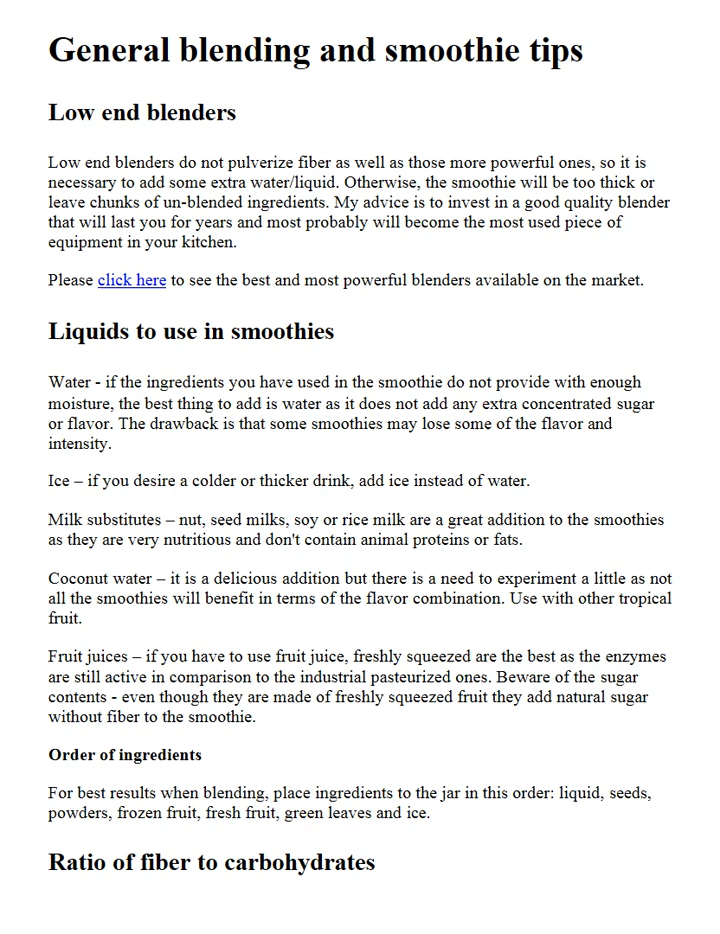 General blending and smoothie tips
Low end blenders
Low end blenders do not pulverize fiber as well as those more powerful ones, so it is
necessary to add some extra water/liquid. Otherwise, the smoothie will be too thick or
leave chunks of un-blended ingredients. My advice is to invest in a good quality blender
that will last you for years and most probably will become the most used piece of
equipment in your kitchen.
Please click here to see the best and most powerful blenders available on the market.
Liquids to use in smoothies
Water - if the ingredients you have used in the smoothie do not provide with enough
moisture, the best thing to add is water as it does not add any extra concentrated sugar
or flavor. The drawback is that some smoothies may lose some of the flavor and
intensity.
Ice – if you desire a colder or thicker drink, add ice instead of water.
Milk substitutes – nut, seed milks, soy or rice milk are a great addition to the smoothies
as they are very nutritious and don't contain animal proteins or fats.
Coconut water – it is a delicious addition but there is a need to experiment a little as not
all the smoothies will benefit in terms of the flavor combination. Use with other tropical
fruit.
Fruit juices – if you have to use fruit juice, freshly squeezed are the best as the enzymes
are still active in comparison to the industrial pasteurized ones. Beware of the sugar
contents - even though they are made of freshly squeezed fruit they add natural sugar
without fiber to the smoothie.
Order of ingredients
For best results when blending, place ingredients to the jar in this order: liquid, seeds,
powders, frozen fruit, fresh fruit, green leaves and ice.
Ratio of fiber to carbohydrates